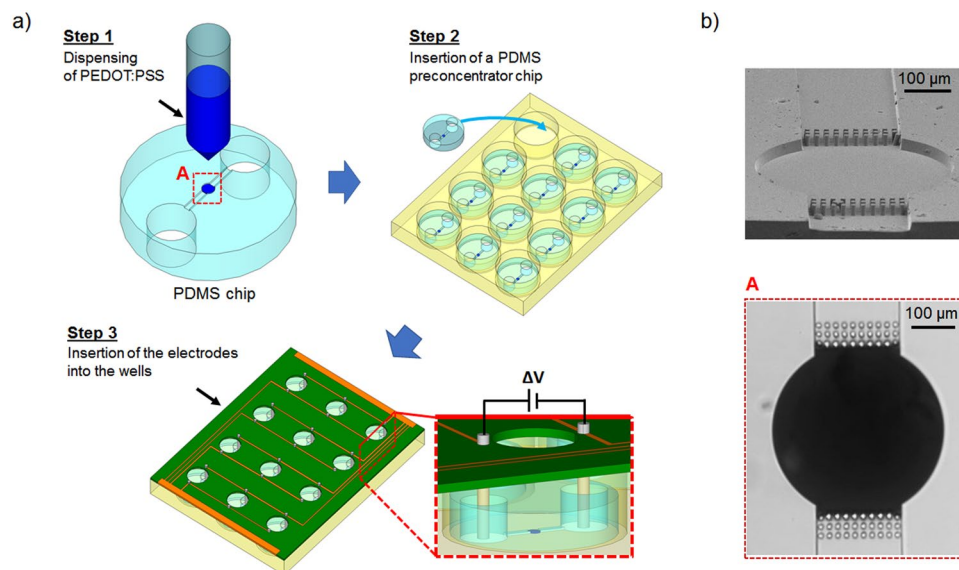 a)
Step 1
Dispensing
of PEDOT:PSS
A
PDMS chip
Step 2
Insertion of a PDMS
preconcentrator chip
Step 3
Insertion of the electrodes
into the wells
ΔV
b)
100 µm
A
100 µm